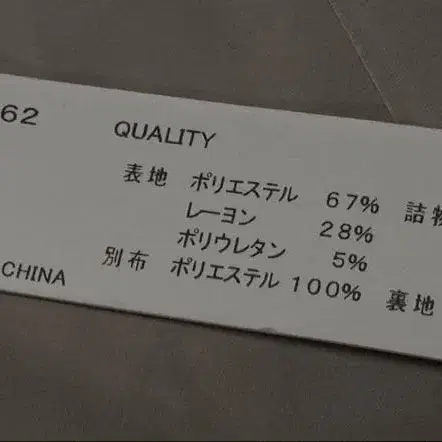 62
QUALITY
表地 ポリエステル 67% 詰物
レーヨン 28%
ポリウレタン 5%
別布 ポリエステル 100% 裏地
CHINA